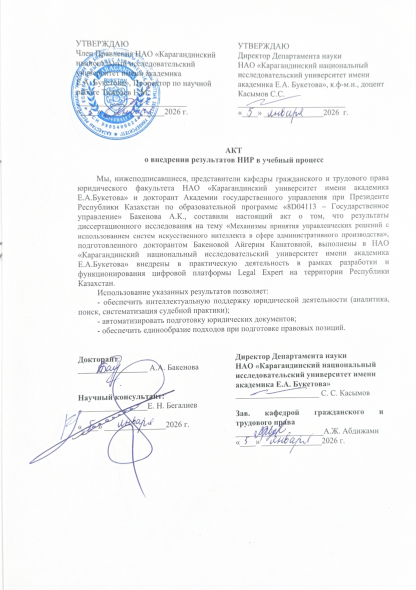 УТВЕРЖДАЮ
Член Правления НАО «Карагандинский
исследовательский
университет имени академика
Е.А. Букетова», Проректор по научной
работе
2026 г.
УТВЕРЖДАЮ
Директор Департамента науки
НАО «Карагандинский национальный
исследовательский университет имени
академика Е.А. Букетова», к.ф-м.н., доцент
Касымов С.С.
« 5 » января 2026 г.
АКТ
о внедрении результатов НИР в учебный процесс
Мы, нижеподписавшиеся, представители кафедры гражданского и трудового права
юридического факультета НАО «Карагандинский университет имени академика
Е.А.Букетова» и докторант Академии государственного управления при Президенте
Республики Казахстан по образовательной программе «8D04113 – Государственное
управление» Бакенова А.К., составили настоящий акт о том, что результаты
диссертационного исследования на тему «Механизмы принятия управленческих решений с
использованием систем искусственного интеллекта в сфере административного производства»,
подготовленного докторантом Бакеновой Айгерим Канатовной, выполнены в НАО
«Карагандинский национальный исследовательский университет имени академика
Е.А.Букетова» внедрены в практическую деятельность в рамках разработки и
функционирования цифровой платформы Legal Expert на территории Республики
Казахстан.
Использование указанных результатов позволяет:
- обеспечить интеллектуальную поддержку юридической деятельности (аналитика,
поиск, систематизация судебной практики);
- автоматизировать подготовку юридических документов;
- обеспечить единообразие подходов при подготовке правовых позиций.
Докторант
А.А. Бакенова
Научный консультант:
Е. Н. Бегалиев
января 2026 г.
Директор Департамента науки
НАО «Карагандинский национальный
исследовательский университет имени
академика Е.А. Букетова»
С. С. Касымов
Зав. кафедрой гражданского и
трудового права
А.Ж. Абдижами
« 5 » января 2026 г.